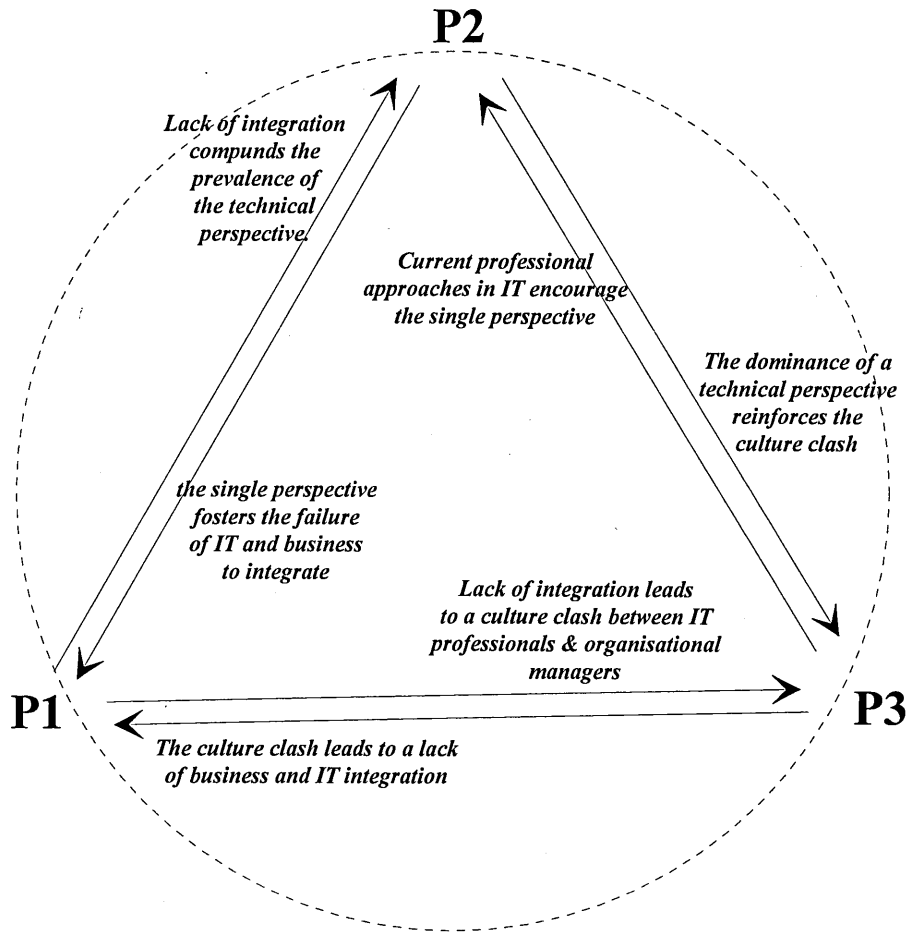 P2
Lack of integration
compunds the
prevalence of
the technical
perspective.
Current professional
approaches in IT encourage
the single perspective
The dominance of a
technical perspective
reinforces the
culture clash
the single perspective
fosters the failure
of IT and business
to integrate
Lack of integration leads
to a culture clash between IT
professionals & organisational
managers
P1
P3
The culture clash leads to a lack
of business and IT integration